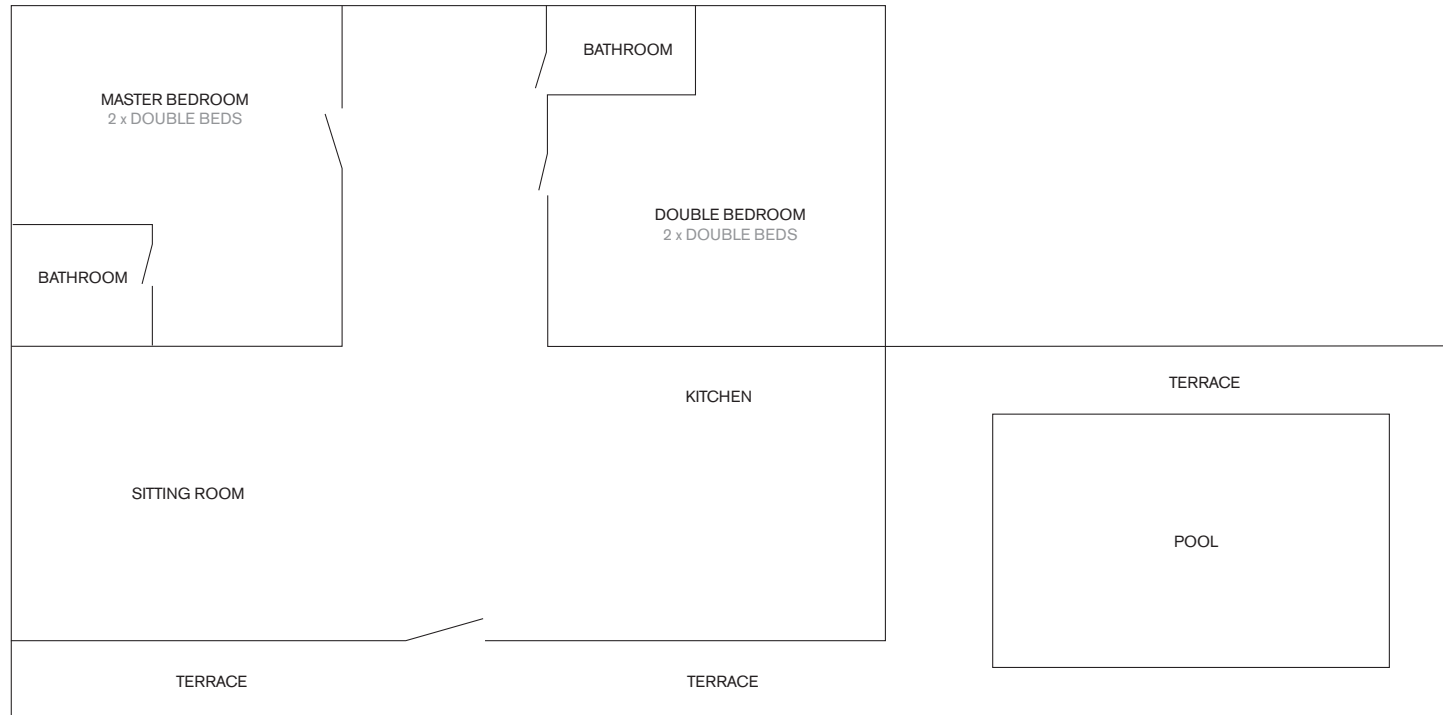 BATHROOM
MASTER BEDROOM
2 x DOUBLE BEDS
DOUBLE BEDROOM
2 x DOUBLE BEDS
BATHROOM
KITCHEN
TERRACE
SITTING ROOM
POOL
TERRACE
TERRACE